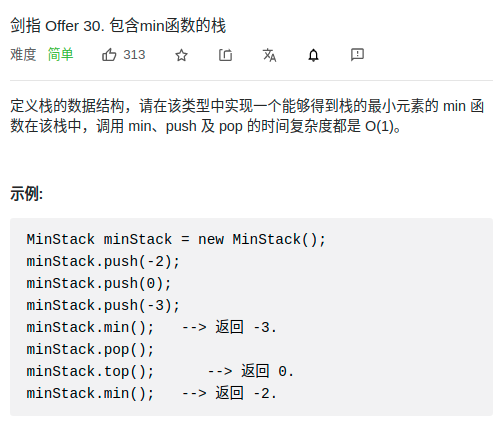 剑指 Offer 30. 包含min函数的栈
难度 简单 313
定义栈的数据结构，请在该类型中实现一个能够得到栈的最小元素的 min 函
数在该栈中，调用 min、push 及 pop 的时间复杂度都是 O(1)。
示例:
MinStack minStack = new MinStack();
minStack.push(-2);
minStack.push(0);
minStack.push(-3);
minStack.min();   --> 返回 -3.
minStack.pop();
minStack.top();      --> 返回 0.
minStack.min();   --> 返回 -2.